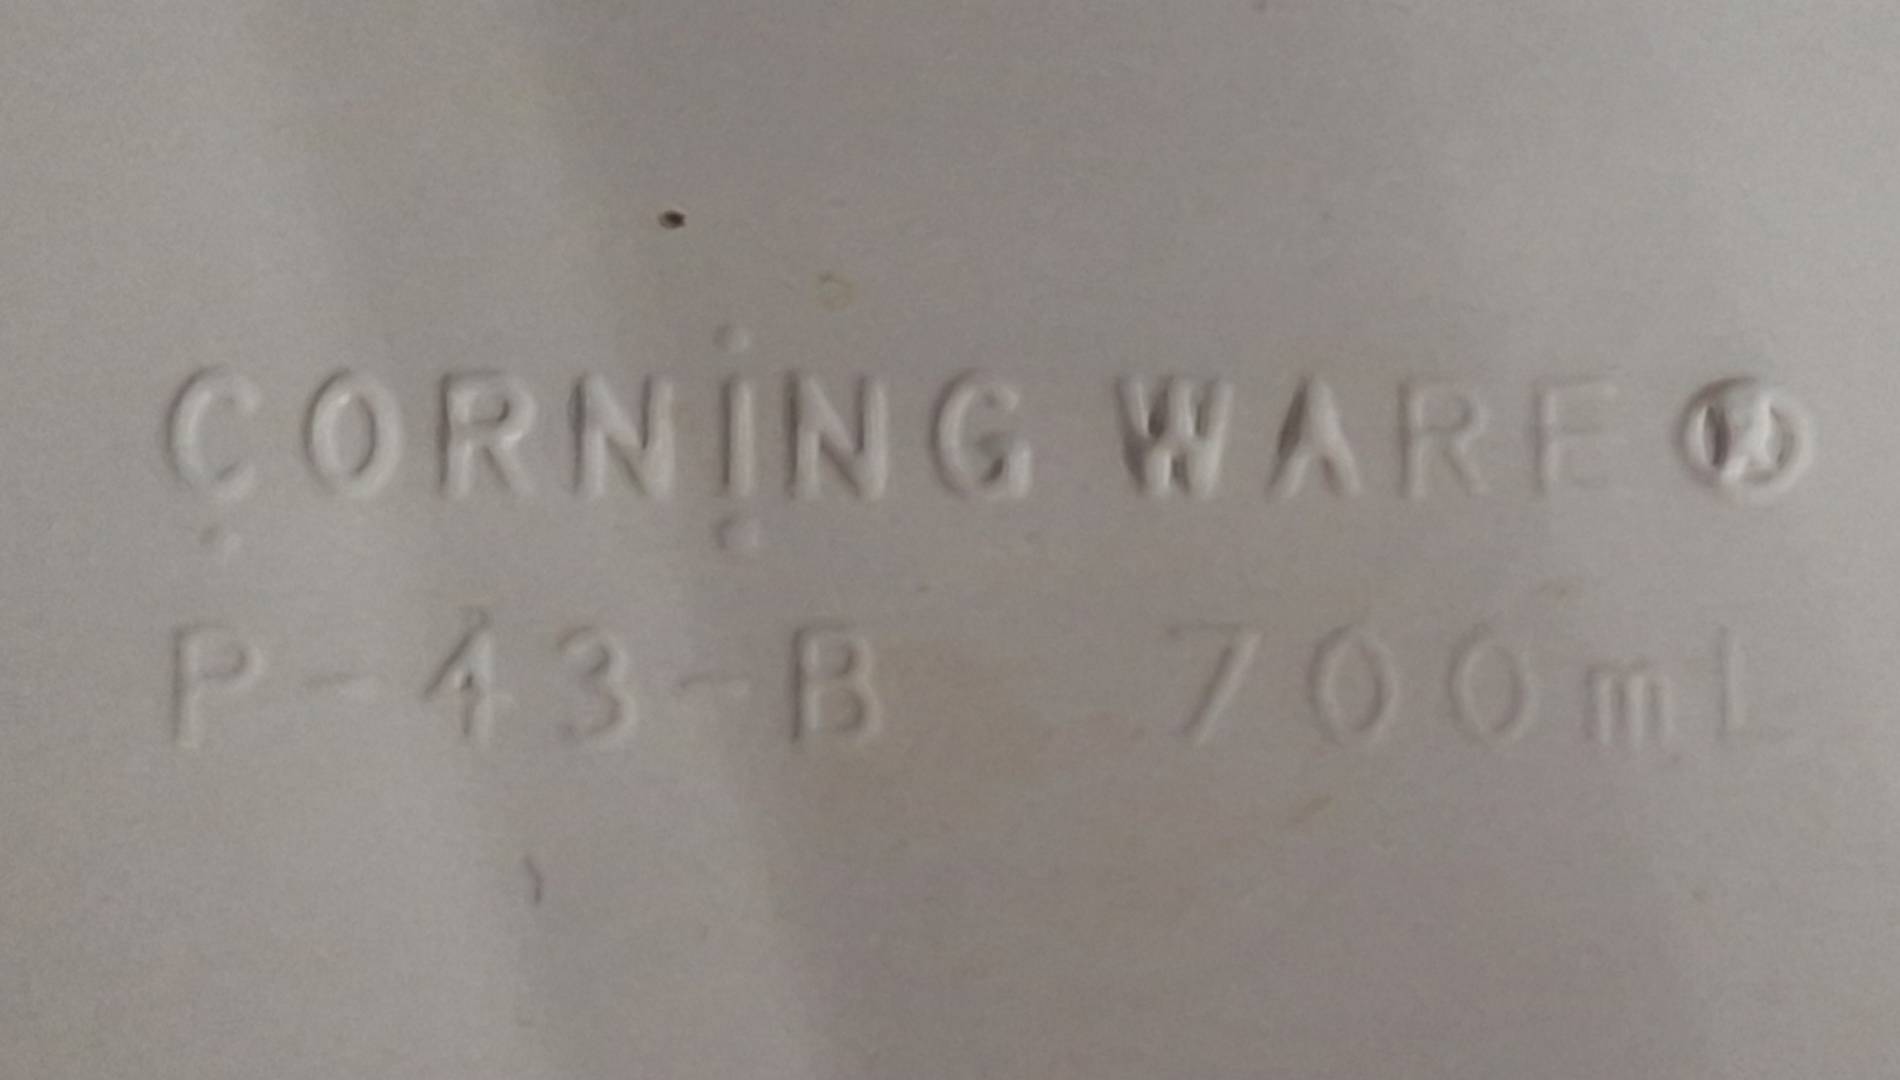 CORNING WARE®
P-43-B 700mL